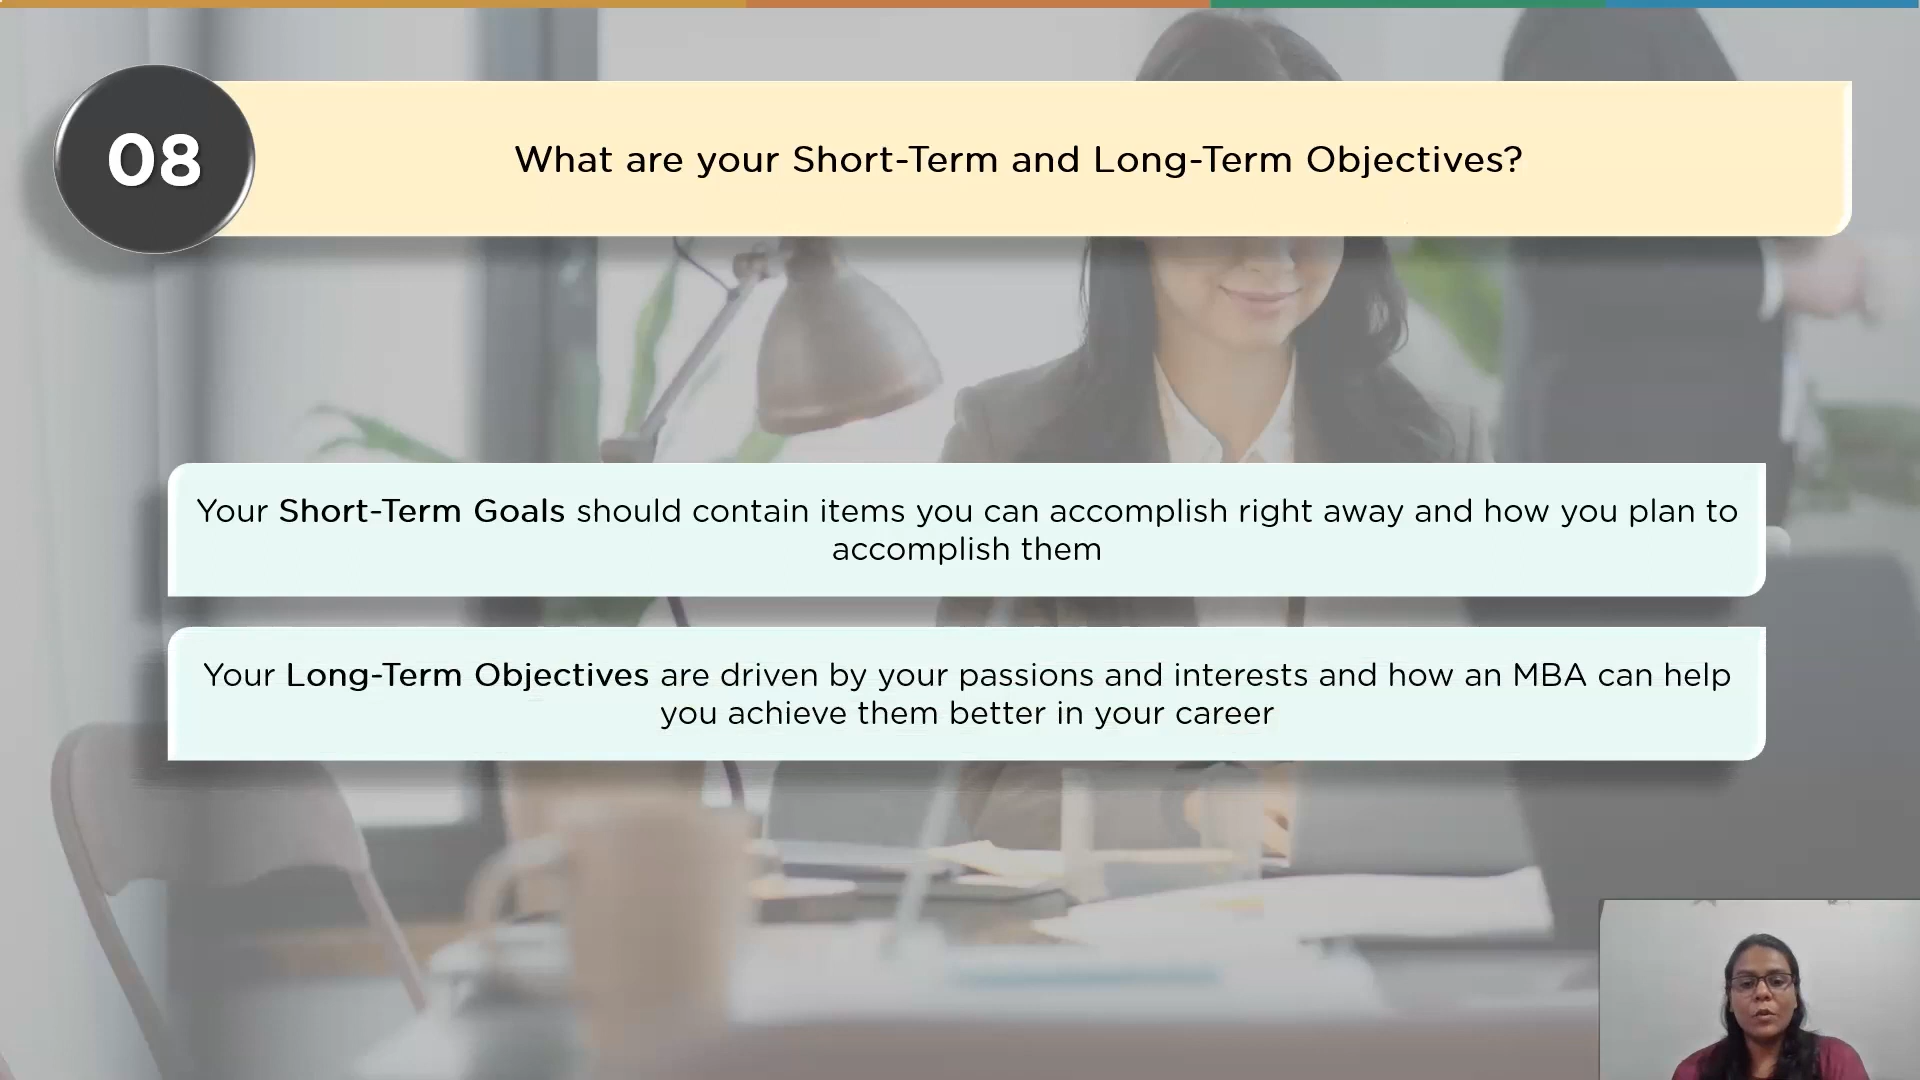 08
What are your Short-Term and Long-Term Objectives?
Your Short-Term Goals should contain items you can accomplish right away and how you plan to
accomplish them
Your Long-Term Objectives are driven by your passions and interests and how an MBA can help
you achieve them better in your career